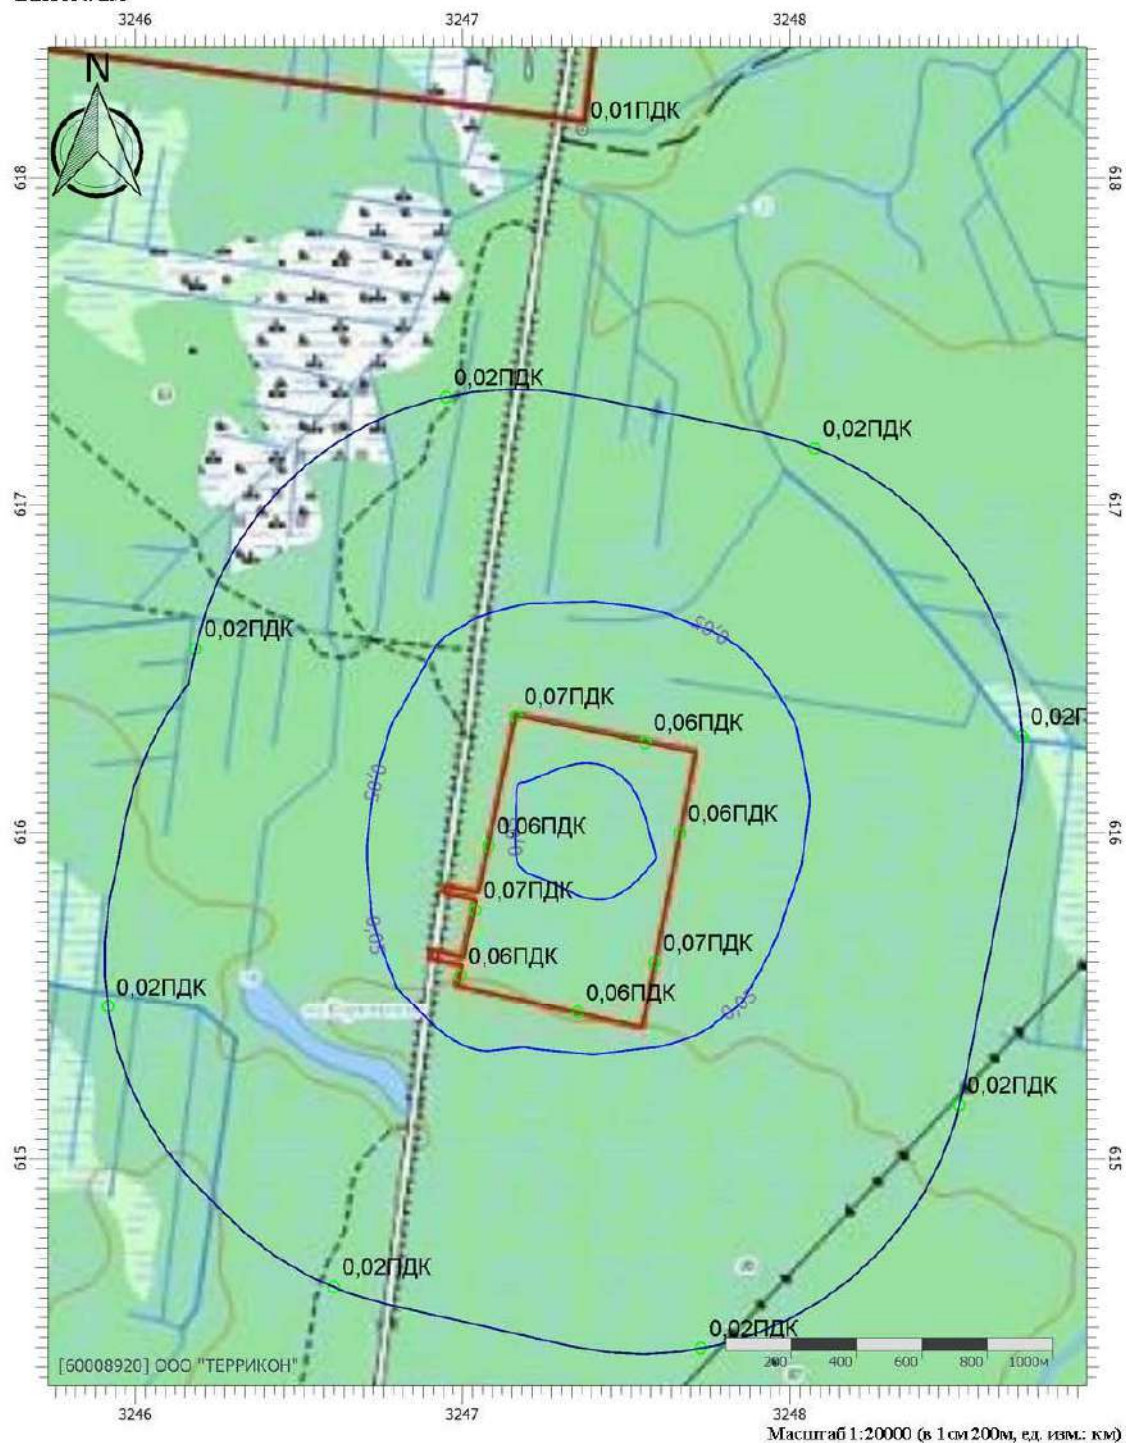 3246 3247 3248
N
0,01ПДК
618 618
0,02ПДК
0,02ПДК
617 617
0,05
0,02ПДК
0,07ПДК
0,06ПДК
0,02П
0,05
0,06ПДК
0,06ПДК
616 616
0,07ПДК
0,05
0,06ПДК
0,07ПДК
0,02ПДК
0,06ПДК
0,05
0,02ПДК
615 615
0,02ПДК
0,02ПДК
[60008920] ООО "ТЕРРИКОН"
200 400 600 800 1000м
3246 3247 3248
Масштаб 1:20000 (в 1см 200м, ед. изм.: км)